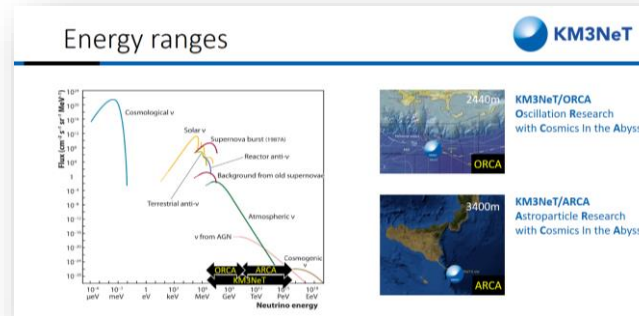 Energy ranges
KM3NeT
Cosmological ν
Solar ν
Supernova burst (1987A)
Reactor anti-ν
Background from old supernovae
Terrestrial anti-ν
Atmospheric ν
ν from AGN
Cosmogenic
ν
ORCA ARCA
KM3NeT
µeV meV eV keV MeV GeV TeV PeV EeV
Neutrino energy
2440m
ORCA
KM3NeT/ORCA
Oscillation Research
with Cosmics In the Abyss
3400m
ARCA
KM3NeT/ARCA
Astroparticle Research
with Cosmics In the Abyss